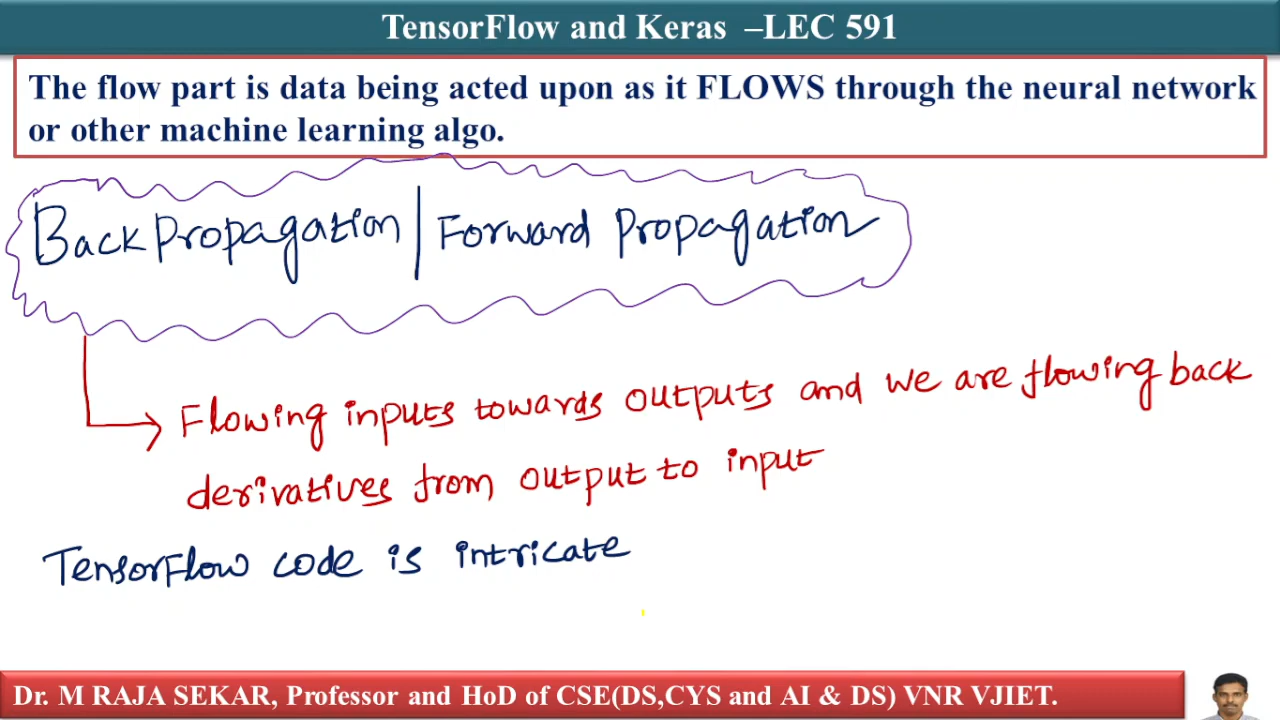 TensorFlow and Keras –LEC 591
The flow part is data being acted upon as it FLOWS through the neural network
or other machine learning algo.
Back Propagation | Forward Propagation
Flowing inputs towards outputs and we are flowing back
derivatives from output to input
TensorFlow code is intricate
Dr. M RAJA SEKAR, Professor and HoD of CSE(DS,CYS and AI & DS) VNR VJIET.